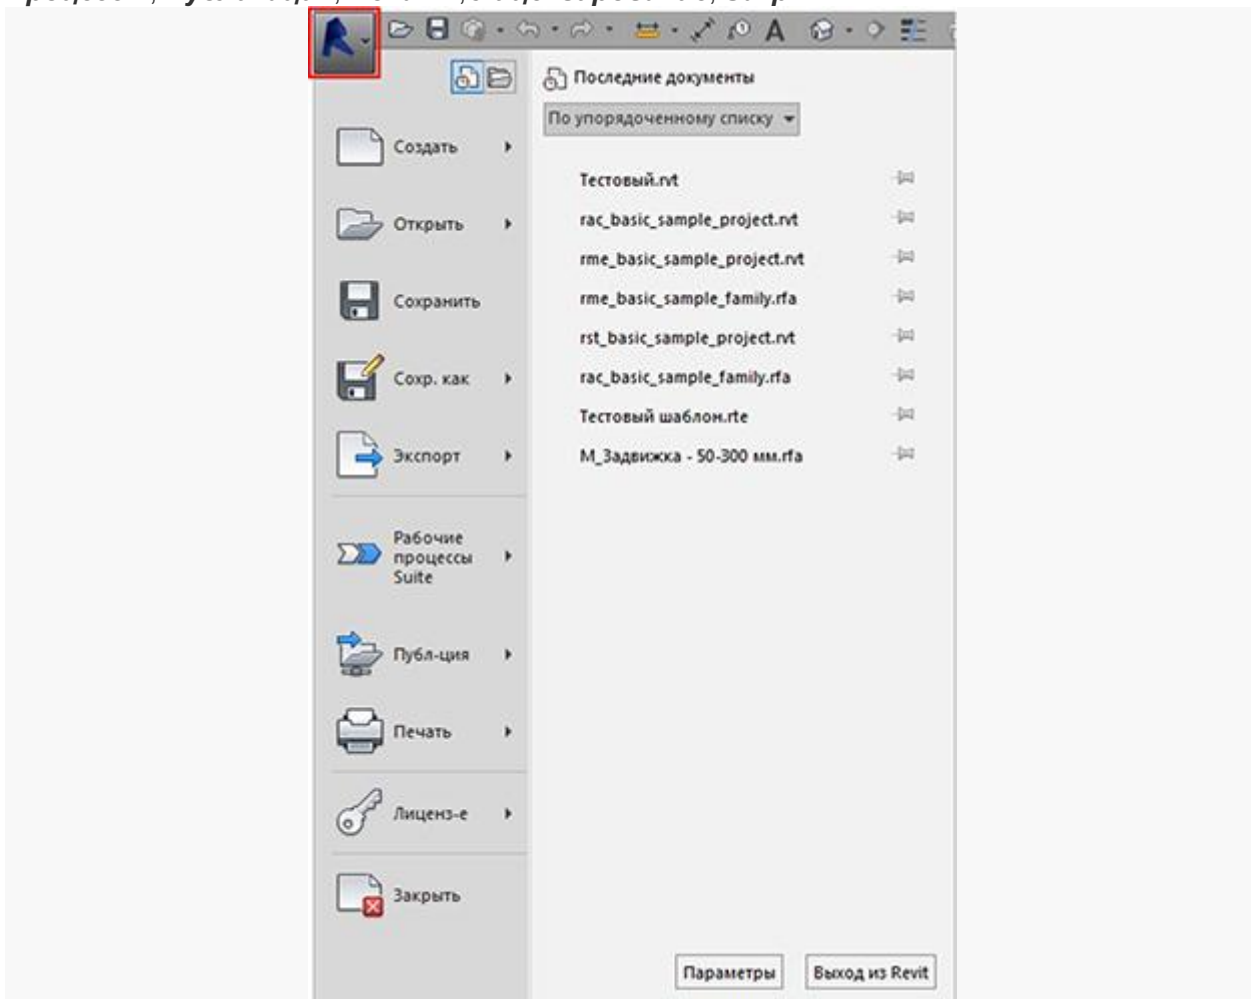 Последние документы
По упорядоченному списку
Создать
Открыть
Сохранить
Сохр. как
Экспорт
Рабочие
процессы
Suite
Публ-ция
Печать
Лиценз-е
Закрыть
Тестовый.rvt
rac_basic_sample_project.rvt
rme_basic_sample_project.rvt
rme_basic_sample_family.rfa
rst_basic_sample_project.rvt
rac_basic_sample_family.rfa
Тестовый шаблон.rte
М_Задвижка - 50-300 мм.rfa
Параметры
Выход из Revit